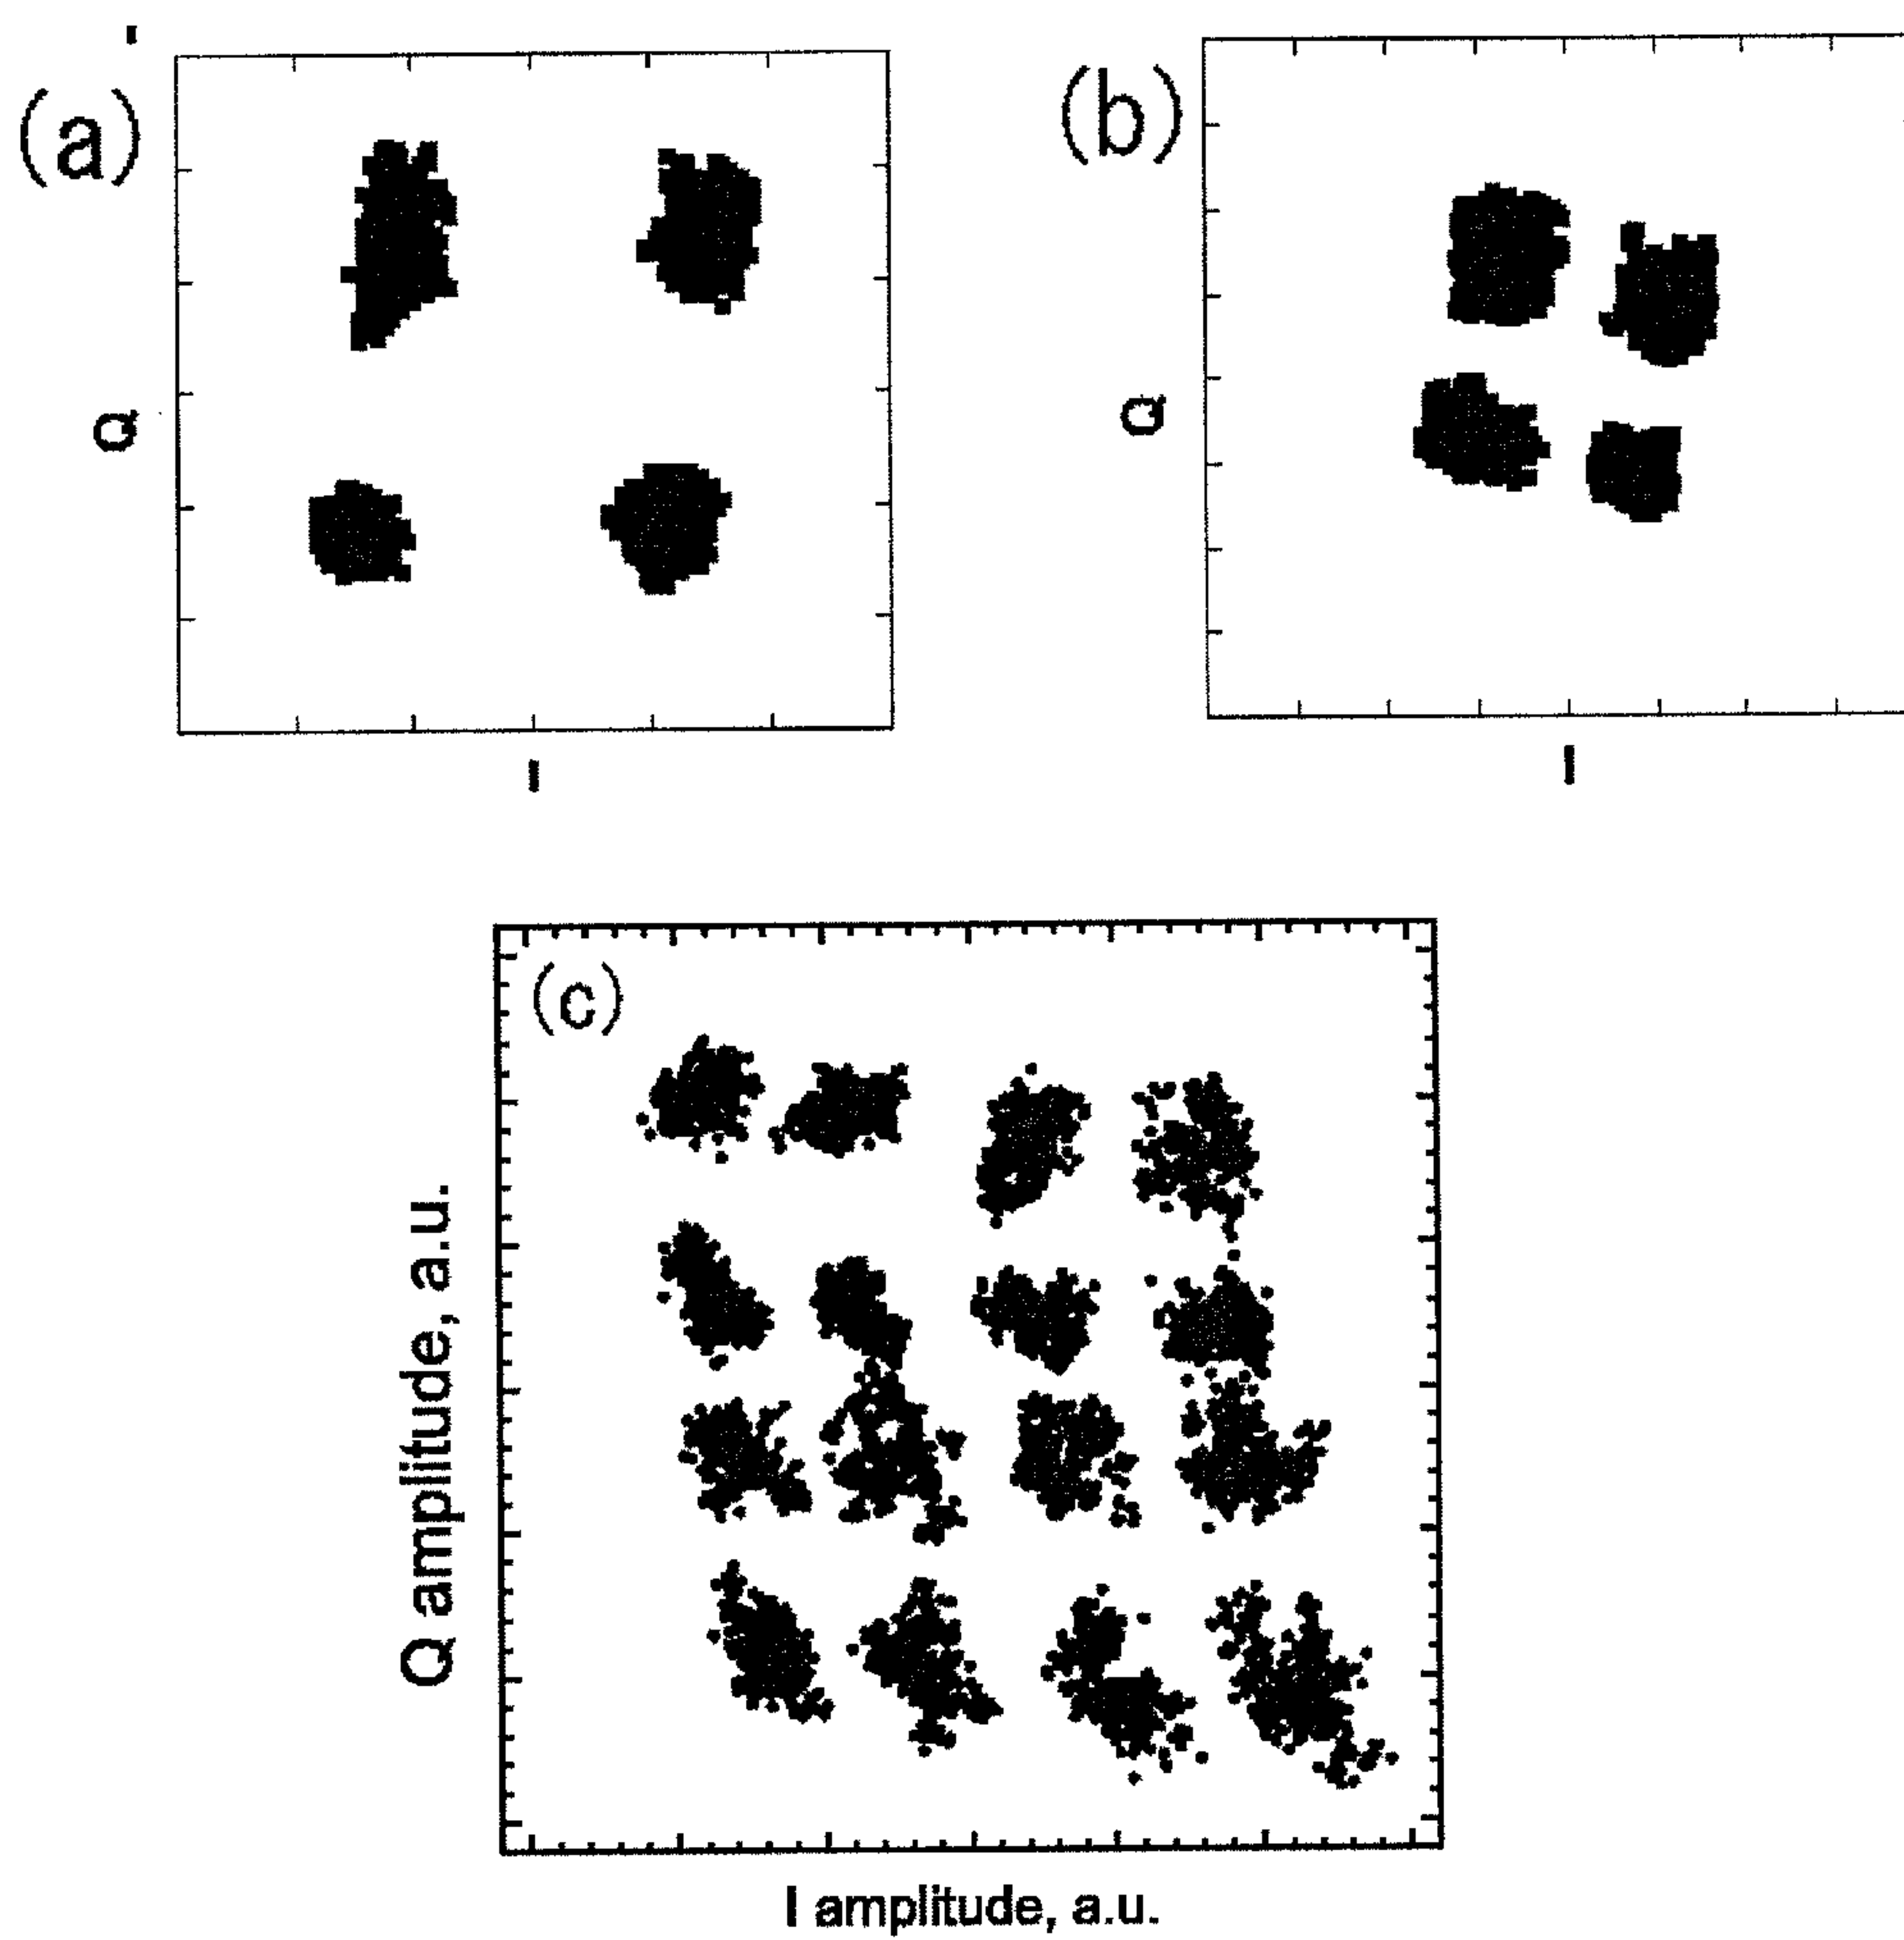 (a)
Q
I
(b)
Q
I
(c)
Q amplitude, a.u.
I amplitude, a.u.